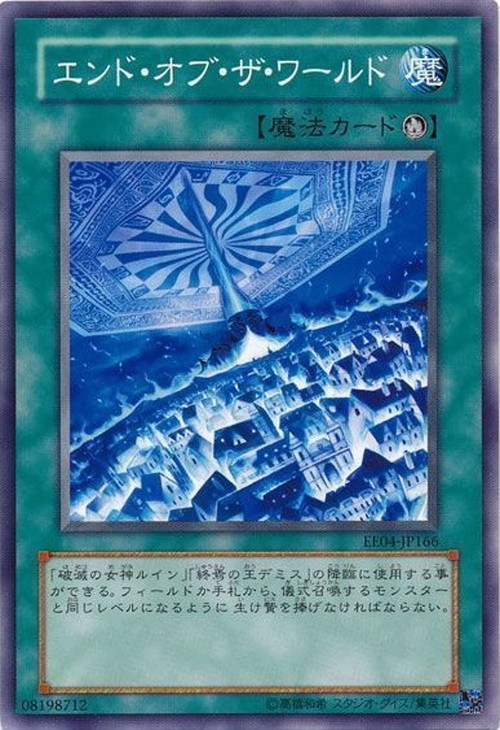 エンド・オブ・ザ・ワールド
魔
【魔法カード】
EE04-JP166
「破滅の女神ルイン」「終焉の王デミス」の降臨に使用する事
ができる。フィールドか手札から、儀式召喚するモンスター
と同じレベルになるように生け贄を捧げなければならない。
08198712
©高橋和希 スタジオ・ダイス/集英社